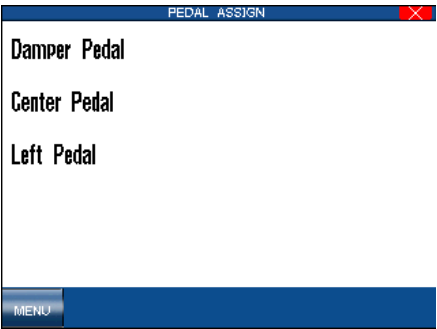 PEDAL ASSIGN
Damper Pedal
Center Pedal
Left Pedal
MENU